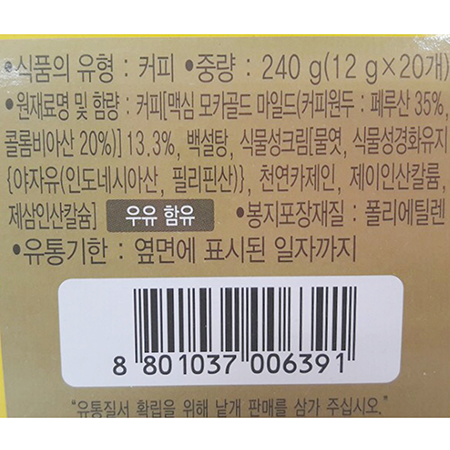 •식품의 유형 : 커피 •중량 : 240 g(12 g×20개)
•원재료명 및 함량 : 커피[맥심 모카골드 마일드(커피원두 : 페루산 35%,
콜롬비아산 20%)] 13.3%, 백설탕, 식물성크림[물엿, 식물성경화유지
{야자유(인도네시아산, 필리핀산)}, 천연카제인, 제이인산칼륨,
제삼인산칼슘] 우유 함유 •봉지포장재질 : 폴리에틸렌
•유통기한 : 옆면에 표시된 일자까지
8 801037 006391
"유통질서 확립을 위해 낱개 판매를 삼가 주십시오."